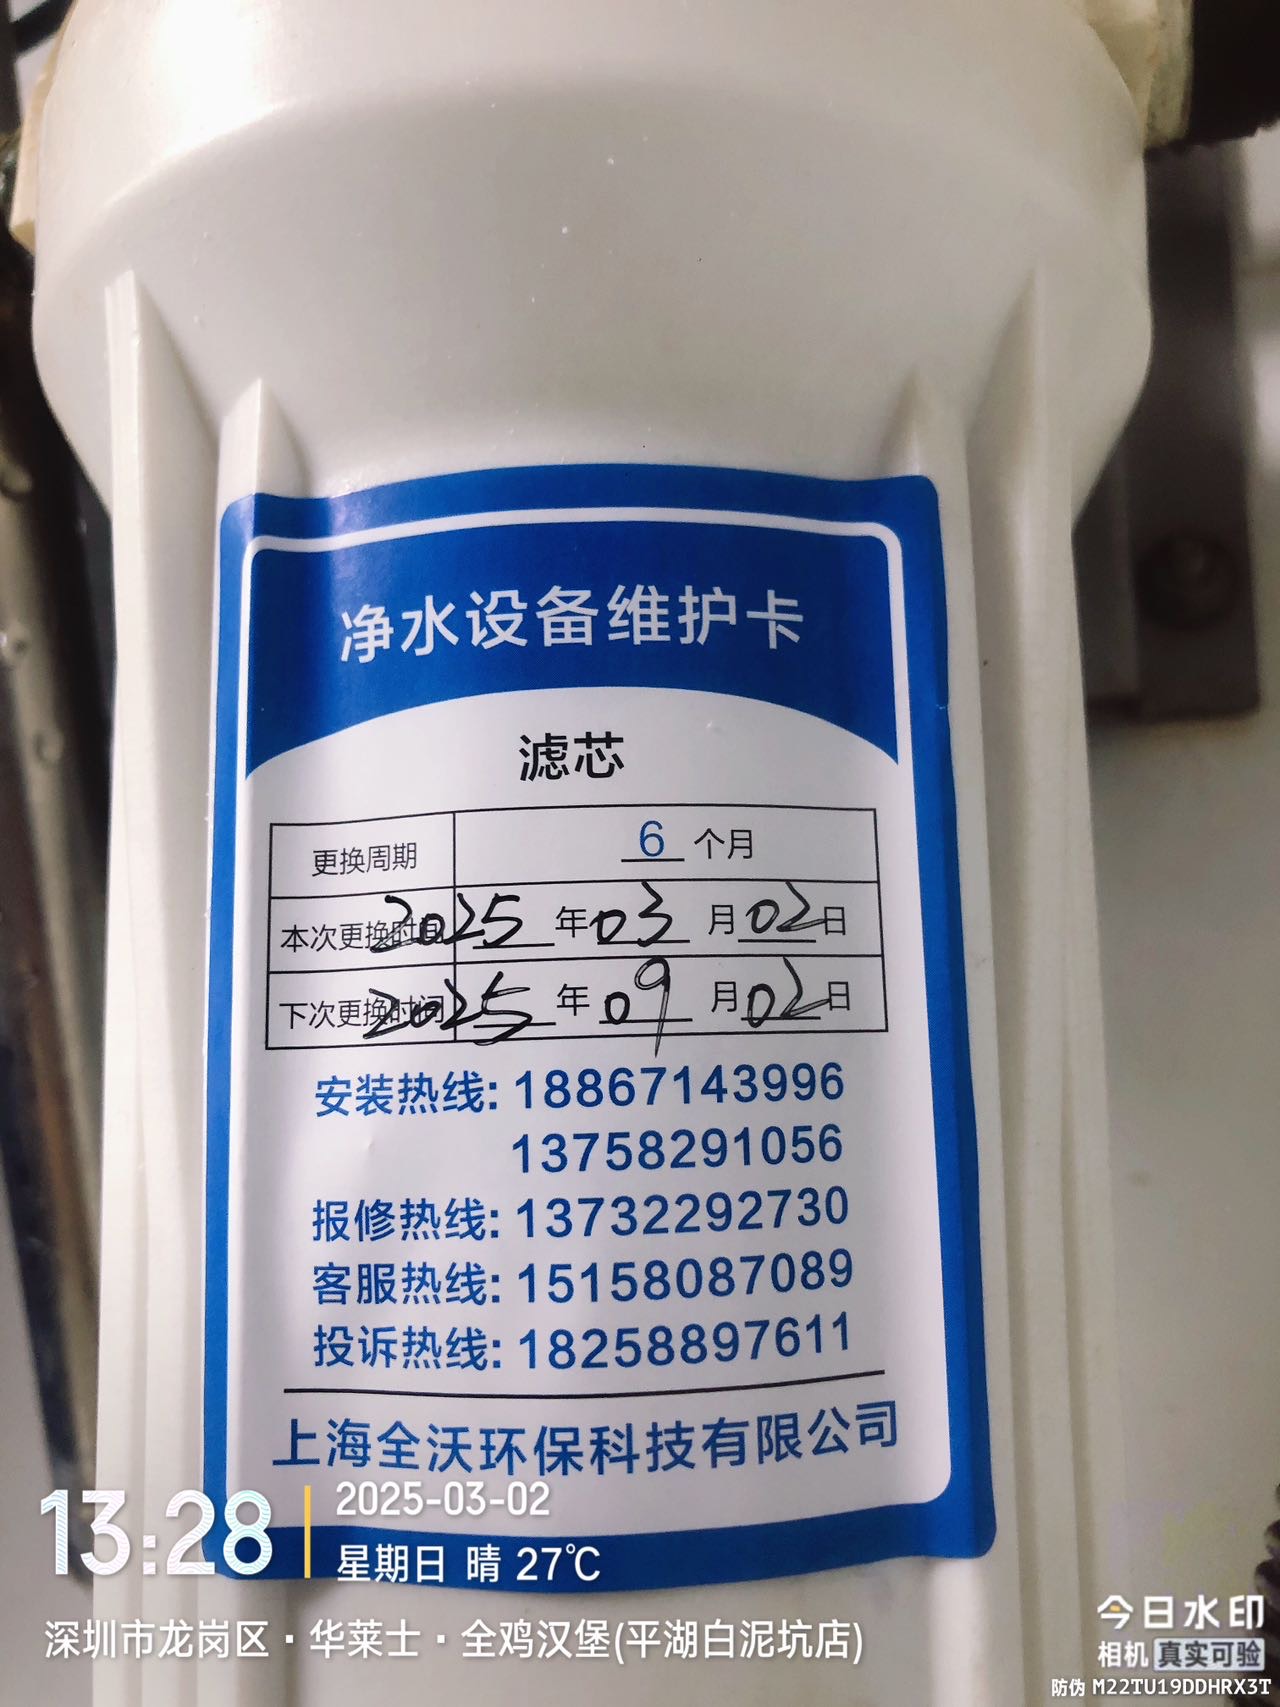 净水设备维护卡
滤芯
更换周期 6 个月
本次更换时间 2025 年 03 月 02 日
下次更换时间 2025 年 09 月 02 日
安装热线: 18867143996
13758291056
报修热线: 13732292730
客服热线: 15158087089
投诉热线: 18258897611
上海全沃环保科技有限公司
13:28
2025-03-02
星期日 晴 27℃
深圳市龙岗区·华莱士·全鸡汉堡(平湖白泥坑店)
今日水印
相机 真实可验
防伪 M22TU19DDHRX3T